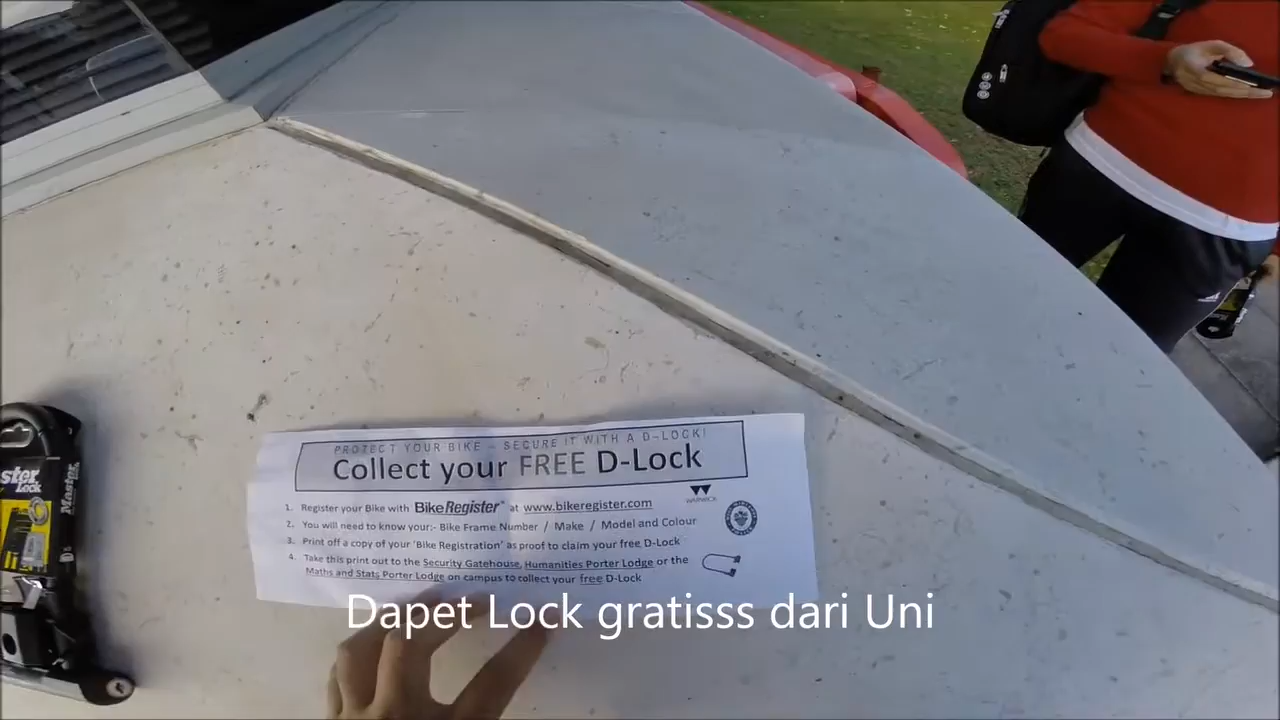 PROTECT YOUR BIKE – SECURE IT WITH A D-LOCK!
Collect your FREE D-Lock
1. Register your Bike with BikeRegister at www.bikeregister.com
2. You will need to know your:- Bike Frame Number / Make / Model and Colour
3. Print off a copy of your 'Bike Registration' as proof to claim your free D-Lock
4. Take this print out to the Security Gatehouse, Humanities Porter Lodge or the
Maths and Stats Porter Lodge on campus to collect your free D-Lock
WARWICK
ster
Lock
Master
Dapet Lock gratisss dari Uni